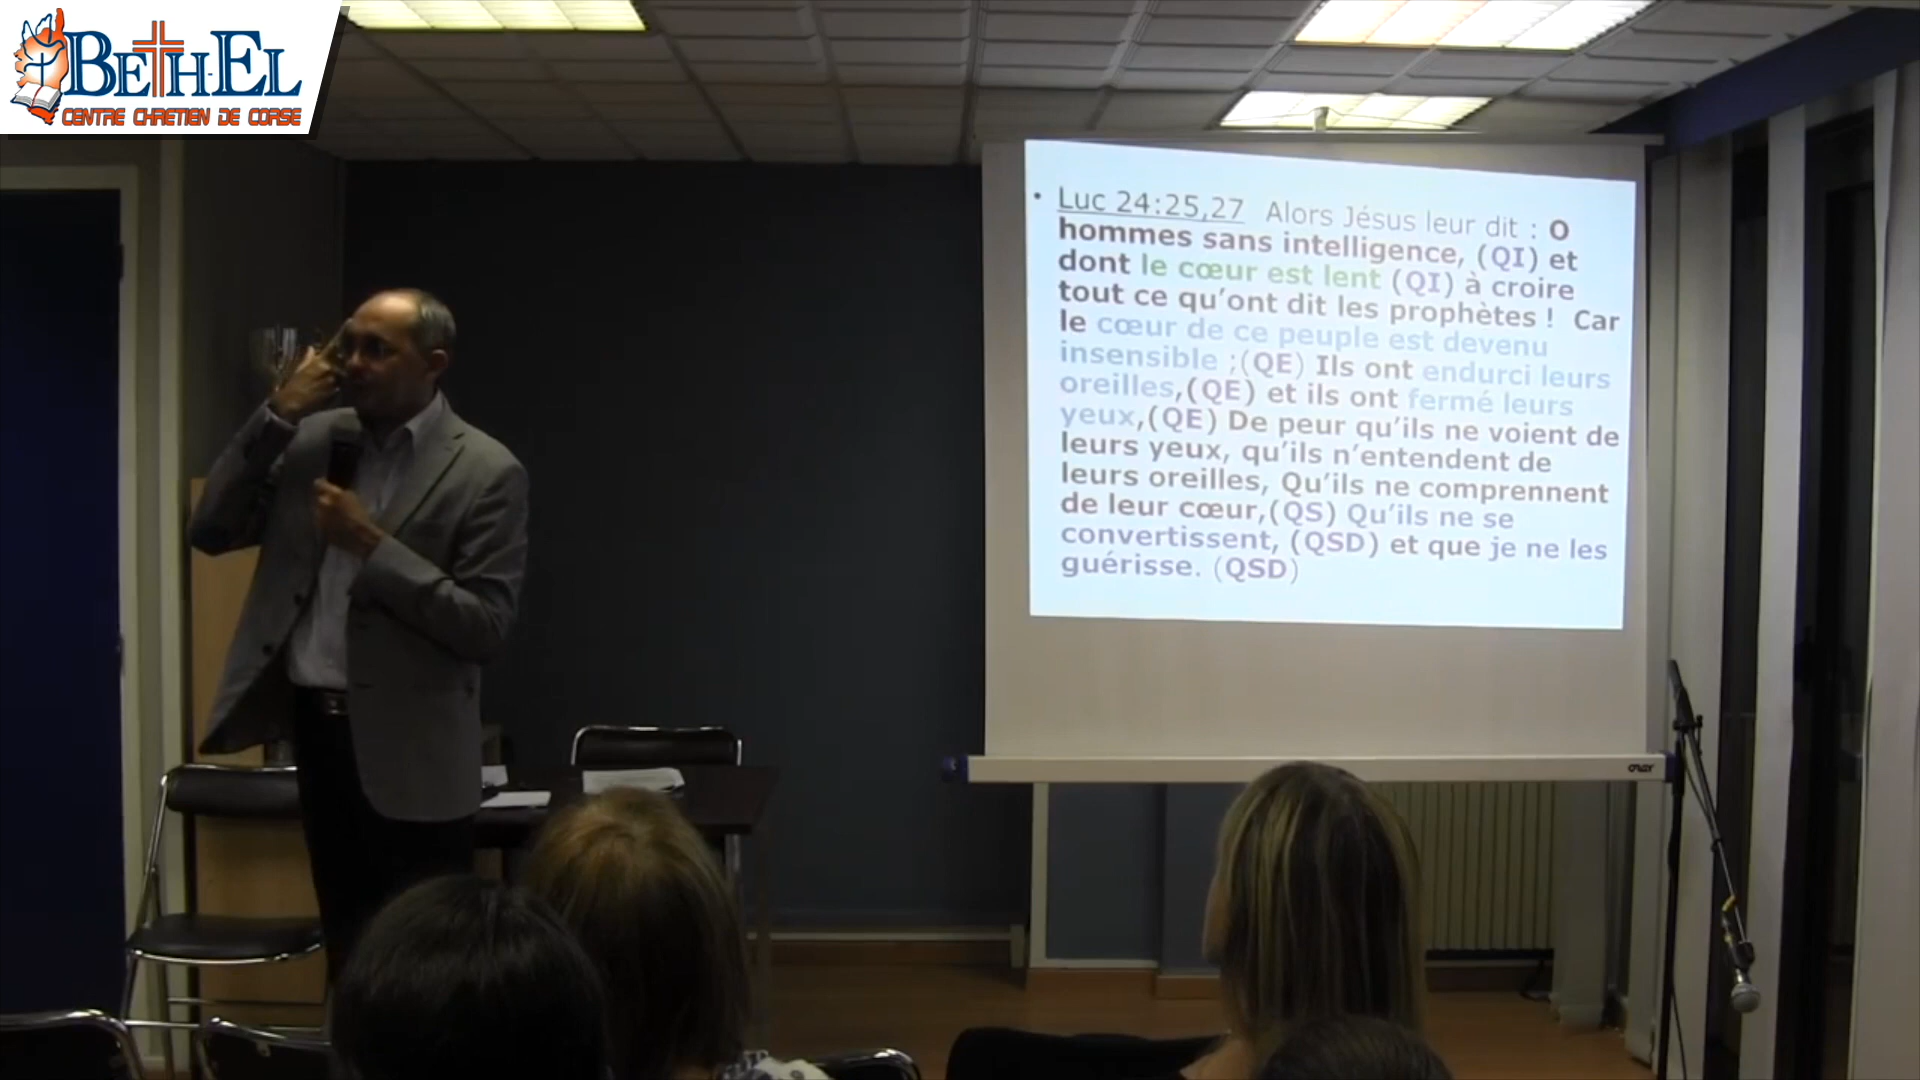 BETH-EL
CENTRE CHRETIEN DE CORSE
• Luc 24:25,27 Alors Jésus leur dit : O
hommes sans intelligence, (QI) et
dont le cœur est lent (QI) à croire
tout ce qu’ont dit les prophètes ! Car
le cœur de ce peuple est devenu
insensible ;(QE) Ils ont endurci leurs
oreilles,(QE) et ils ont fermé leurs
yeux,(QE) De peur qu’ils ne voient de
leurs yeux, qu’ils n’entendent de
leurs oreilles, Qu’ils ne comprennent
de leur cœur,(QS) Qu’ils ne se
convertissent, (QSD) et que je ne les
guérisse. (QSD)
oray